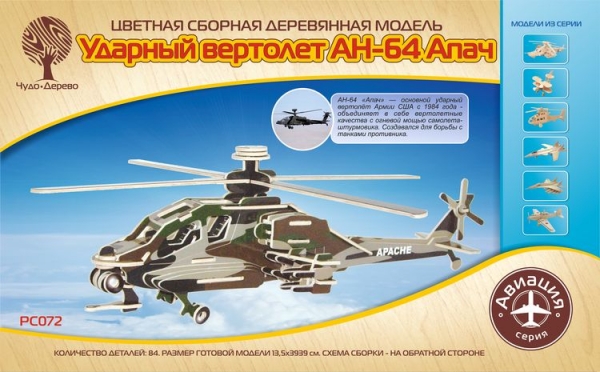 ЦВЕТНАЯ СБОРНАЯ ДЕРЕВЯННАЯ МОДЕЛЬ
Ударный вертолет АН-64 Апач
МОДЕЛИ ИЗ СЕРИИ
Чудо-Дерево
АН-64 «Апач» — основной ударный
вертолёт Армии США с 1984 года -
объединяет в себе вертолетные
качества с огневой мощью самолета-
штурмовика. Создавался для борьбы с
танками противника.
APACHE
РС072
Авиация
серия
КОЛИЧЕСТВО ДЕТАЛЕЙ: 84. РАЗМЕР ГОТОВОЙ МОДЕЛИ 13,5х3939 см. СХЕМА СБОРКИ - НА ОБРАТНОЙ СТОРОНЕ